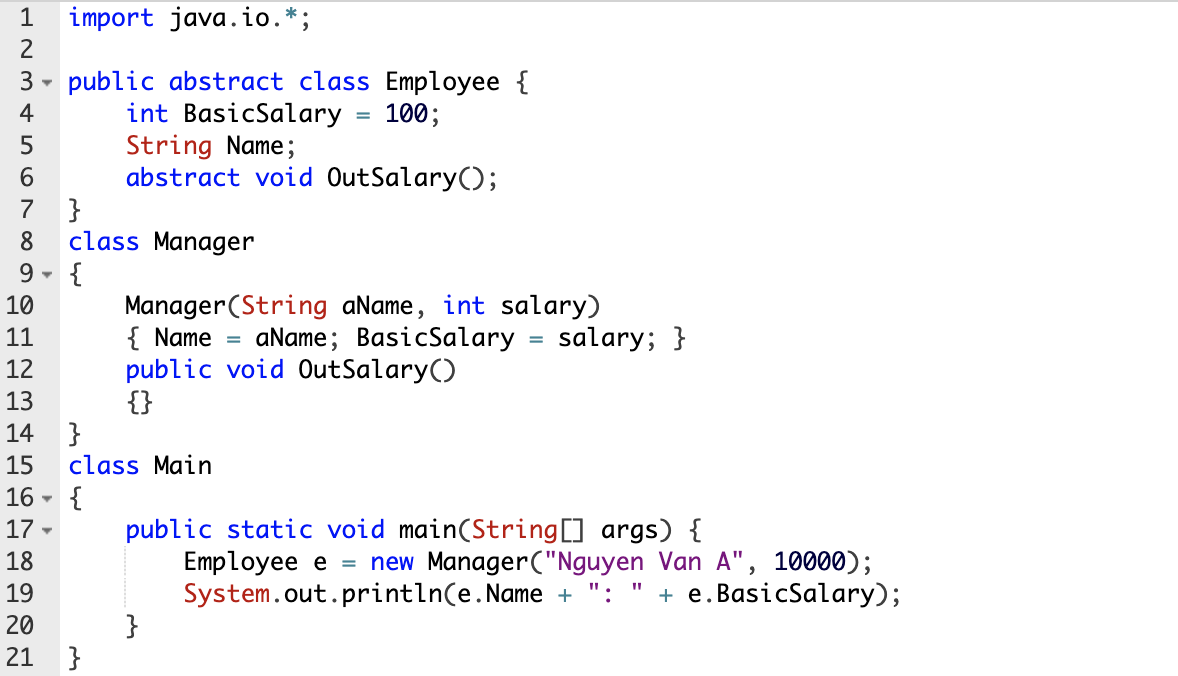 1 import java.io.*;
2
3 public abstract class Employee {
4     int BasicSalary = 100;
5     String Name;
6     abstract void OutSalary();
7 }
8 class Manager
9 {
10     Manager(String aName, int salary)
11     { Name = aName; BasicSalary = salary; }
12     public void OutSalary()
13     {}
14 }
15 class Main
16 {
17     public static void main(String[] args) {
18         Employee e = new Manager("Nguyen Van A", 10000);
19         System.out.println(e.Name + ": " + e.BasicSalary);
20     }
21 }